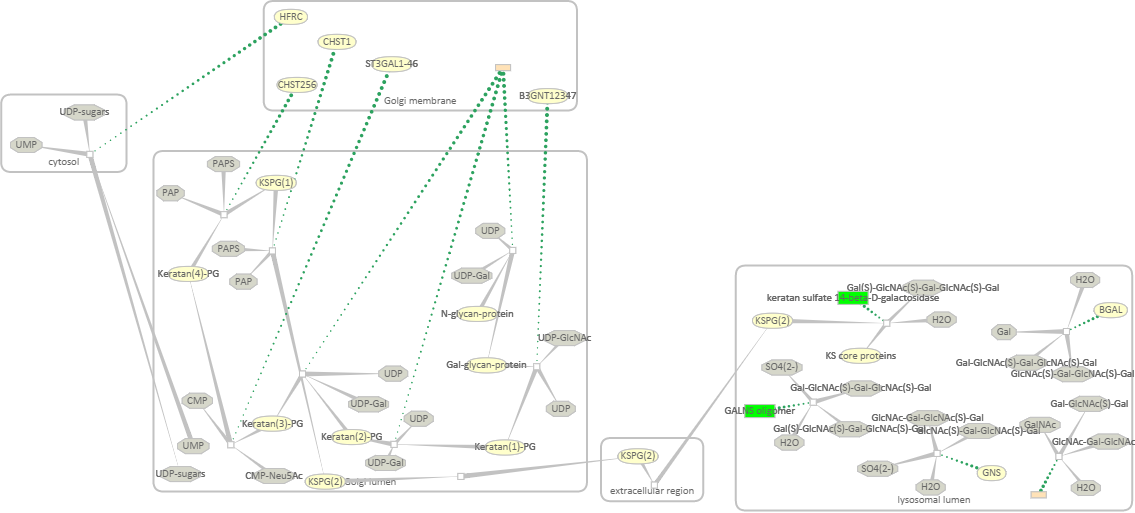 HFRC
CHST1
ST3GAL1-46
CHST256
B3GNT12347
Golgi membrane
UDP-sugars
UMP
cytosol
PAPS
KSPG(1)
PAP
PAPS
PAP
Keratan(4)-PG
UDP
UDP-Gal
N-glycan-protein
UDP-GlcNAc
Gal-glycan-protein
UDP
UDP-Gal
UDP
CMP
Keratan(3)-PG
UDP
Keratan(2)-PG
Keratan(1)-PG
UMP
UDP-Gal
UDP-sugars
CMP-Neu5Ac
KSPG(2)
Golgi lumen
KSPG(2)
extracellular region
Gal(S)-GlcNAc(S)-Gal-GlcNAc(S)-Gal
keratan sulfate 14-beta-D-galactosidase
KSPG(2)
H2O
KS core proteins
H2O
BGAL
Gal
Gal-GlcNAc(S)-Gal-GlcNAc(S)-Gal
GlcNAc(S)-Gal-GlcNAc(S)-Gal
SO4(2-)
Gal-GlcNAc(S)-Gal-GlcNAc(S)-Gal
GALNS oligomer
Gal(S)-GlcNAc(S)-Gal-GlcNAc(S)-Gal
H2O
GlcNAc-Gal-GlcNAc(S)-Gal
GlcNAc(S)-Gal-GlcNAc(S)-Gal
SO4(2-)
H2O
GNS
Gal-GlcNAc(S)-Gal
GalNAc
GlcNAc-Gal-GlcNAc
H2O
lysosomal lumen